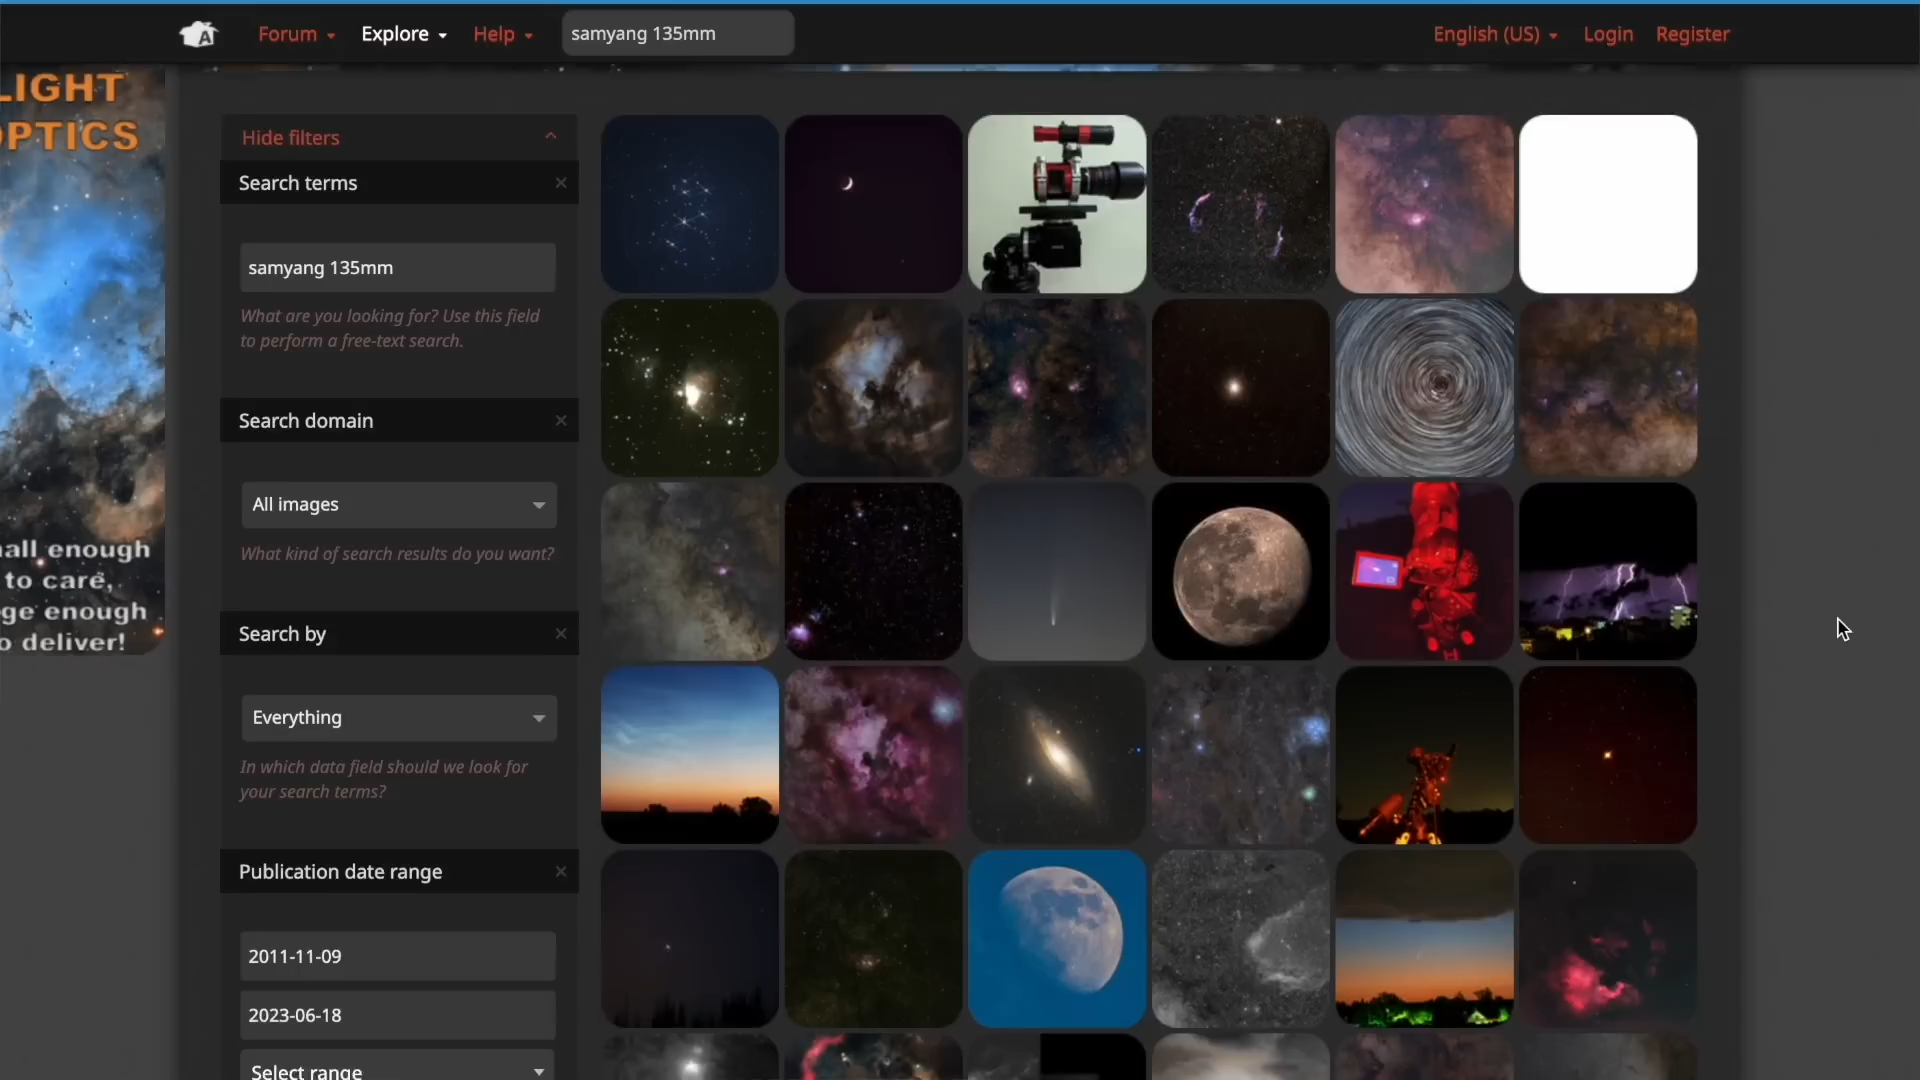 Forum
Explore
Help
samyang 135mm
English (US)
Login
Register
LIGHT
OPTICS
all enough
to care,
ge enough
o deliver!
Hide filters
Search terms
samyang 135mm
What are you looking for? Use this field
to perform a free-text search.
Search domain
All images
What kind of search results do you want?
Search by
Everything
In which data field should we look for
your search terms?
Publication date range
2011-11-09
2023-06-18
Select range